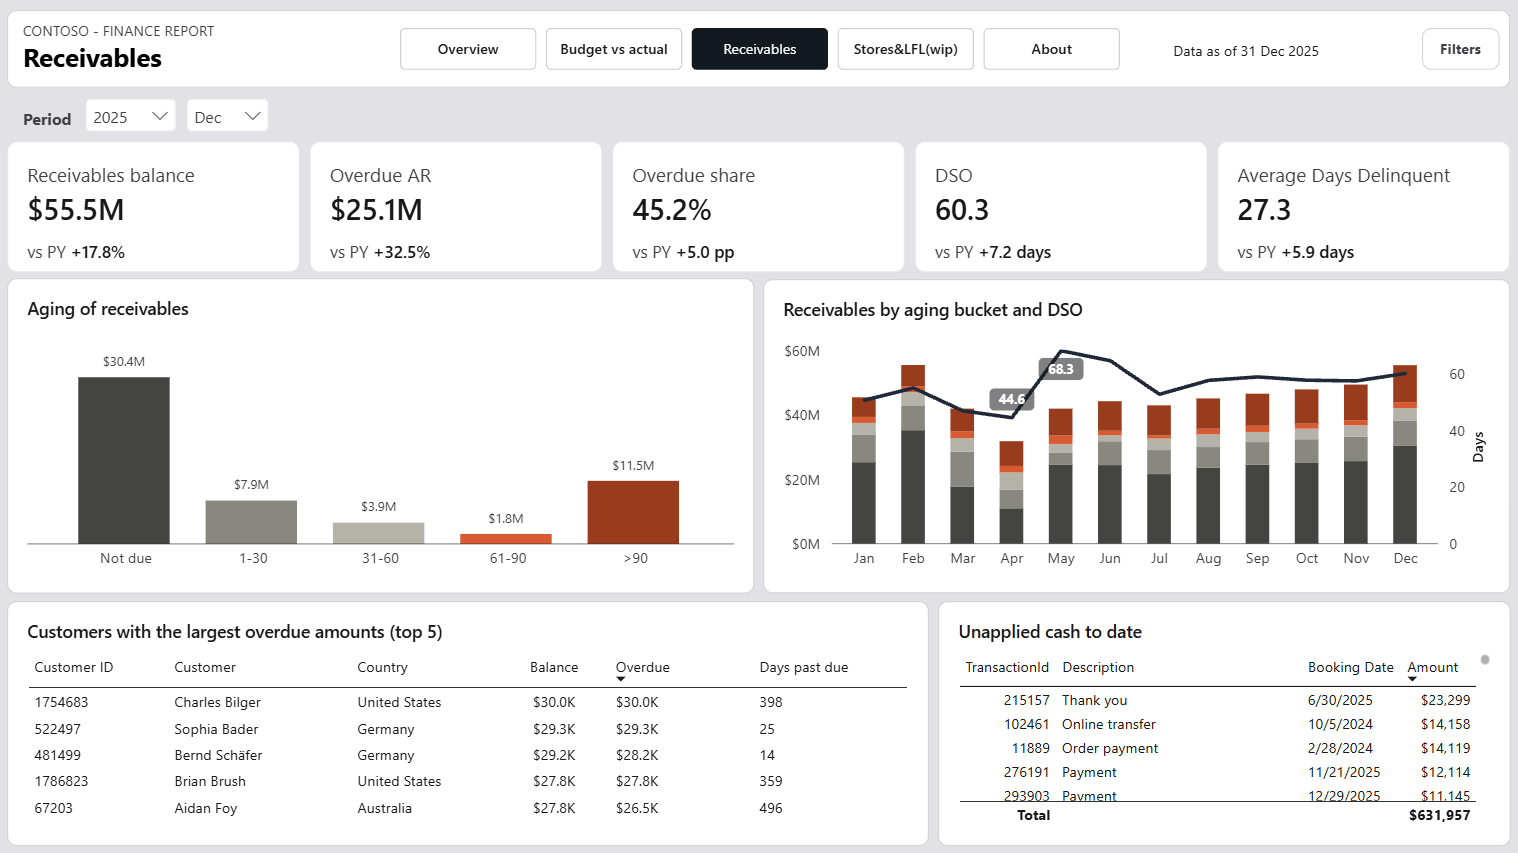 CONTOSO - FINANCE REPORT
Receivables
Overview
Budget vs actual
Receivables
Stores&LFL(wip)
About
Data as of 31 Dec 2025
Filters
Period
2025
Dec
Receivables balance
$55.5M
vs PY +17.8%
Overdue AR
$25.1M
vs PY +32.5%
Overdue share
45.2%
vs PY +5.0 pp
DSO
60.3
vs PY +7.2 days
Average Days Delinquent
27.3
vs PY +5.9 days
Aging of receivables
$30.4M
$7.9M
$3.9M
$1.8M
$11.5M
Not due
1-30
31-60
61-90
>90
Receivables by aging bucket and DSO
$60M
$40M
$20M
$0M
68.3
44.6
60
40
20
0
Days
Jan
Feb
Mar
Apr
May
Jun
Jul
Aug
Sep
Oct
Nov
Dec
Customers with the largest overdue amounts (top 5)
Customer ID Customer Country Balance Overdue Days past due
1754683 Charles Bilger United States $30.0K $30.0K 398
522497 Sophia Bader Germany $29.3K $29.3K 25
481499 Bernd Schäfer Germany $29.2K $28.2K 14
1786823 Brian Brush United States $27.8K $27.8K 359
67203 Aidan Foy Australia $27.8K $26.5K 496
Unapplied cash to date
TransactionId Description Booking Date Amount
215157 Thank you 6/30/2025 $23,299
102461 Online transfer 10/5/2024 $14,158
11889 Order payment 2/28/2024 $14,119
276191 Payment 11/21/2025 $12,114
293903 Payment 12/29/2025 $11,145
Total $631,957